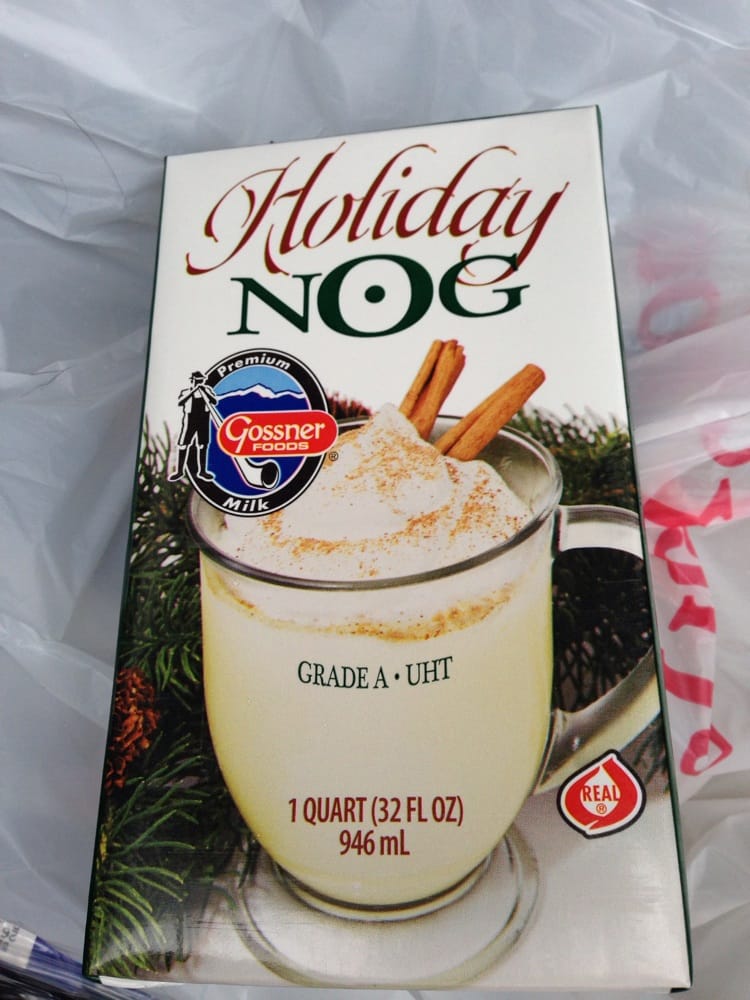 Holiday
NOG
Premium
Gossner
FOODS
®
Milk
GRADE A • UHT
1 QUART (32 FL OZ)
946 mL
REAL
®